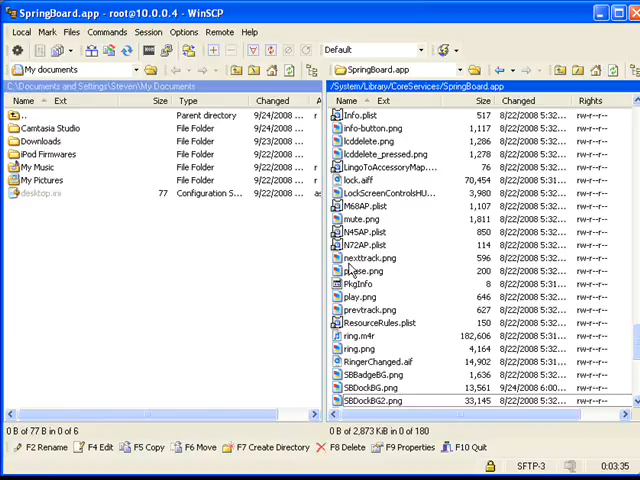 SpringBoard.app - root@10.0.0.4 - WinSCP
Local Mark Files Commands Session Options Remote Help
Default
My documents
SpringBoard.app
C:\Documents and Settings\Steven\My Documents
/System/Library/CoreServices/SpringBoard.app
Name Ext Size Type Changed A
Name Ext Size Changed Rights
.. Parent directory 9/24/2008 ... r
Camtasia Studio File Folder 9/24/2008 ...
Downloads File Folder 9/23/2008 ...
iPod Firmwares File Folder 9/22/2008 ...
My Music File Folder 9/23/2008 ... r
My Pictures File Folder 9/22/2008 ... r
desktop.ini 77 Configuration S... 9/22/2008 ... as
Info.plist 517 8/22/2008 5:32... rw-r--r--
info-button.png 1,117 8/22/2008 5:32... rw-r--r--
lcddelete.png 1,286 8/22/2008 5:32... rw-r--r--
lcddelete_pressed.png 1,278 8/22/2008 5:32... rw-r--r--
LingoToAccessoryMap.... 76 8/22/2008 5:32... rw-r--r--
lock.aiff 70,454 8/22/2008 5:32... rw-r--r--
LockScreenControlsHU... 3,980 8/22/2008 5:32... rw-r--r--
M68AP.plist 1,107 8/22/2008 5:32... rw-r--r--
mute.png 1,811 8/22/2008 5:32... rw-r--r--
N45AP.plist 850 8/22/2008 5:32... rw-r--r--
N72AP.plist 114 8/22/2008 5:32... rw-r--r--
nexttrack.png 596 8/22/2008 5:32... rw-r--r--
pause.png 200 8/22/2008 5:32... rw-r--r--
PkgInfo 8 8/22/2008 5:32... rw-r--r--
play.png 646 8/22/2008 5:32... rw-r--r--
prevtrack.png 627 8/22/2008 5:32... rw-r--r--
ResourceRules.plist 150 8/22/2008 5:32... rw-r--r--
ring.m4r 182,606 8/22/2008 5:32... rw-r--r--
ring.png 4,164 8/22/2008 5:32... rw-r--r--
RingerChanged.aif 14,902 8/22/2008 5:32... rw-r--r--
SBBadgeBG.png 1,636 8/22/2008 5:32... rw-r--r--
SBDockBG.png 13,561 9/24/2008 6:00... rw-r--r--
SBDockBG2.png 33,145 8/22/2008 5:32... rw-r--r--
0 B of 77 B in 0 of 6
0 B of 2,873 KiB in 0 of 180
F2 Rename F4 Edit F5 Copy F6 Move F7 Create Directory F8 Delete F9 Properties F10 Quit
SFTP-3 0:03:35